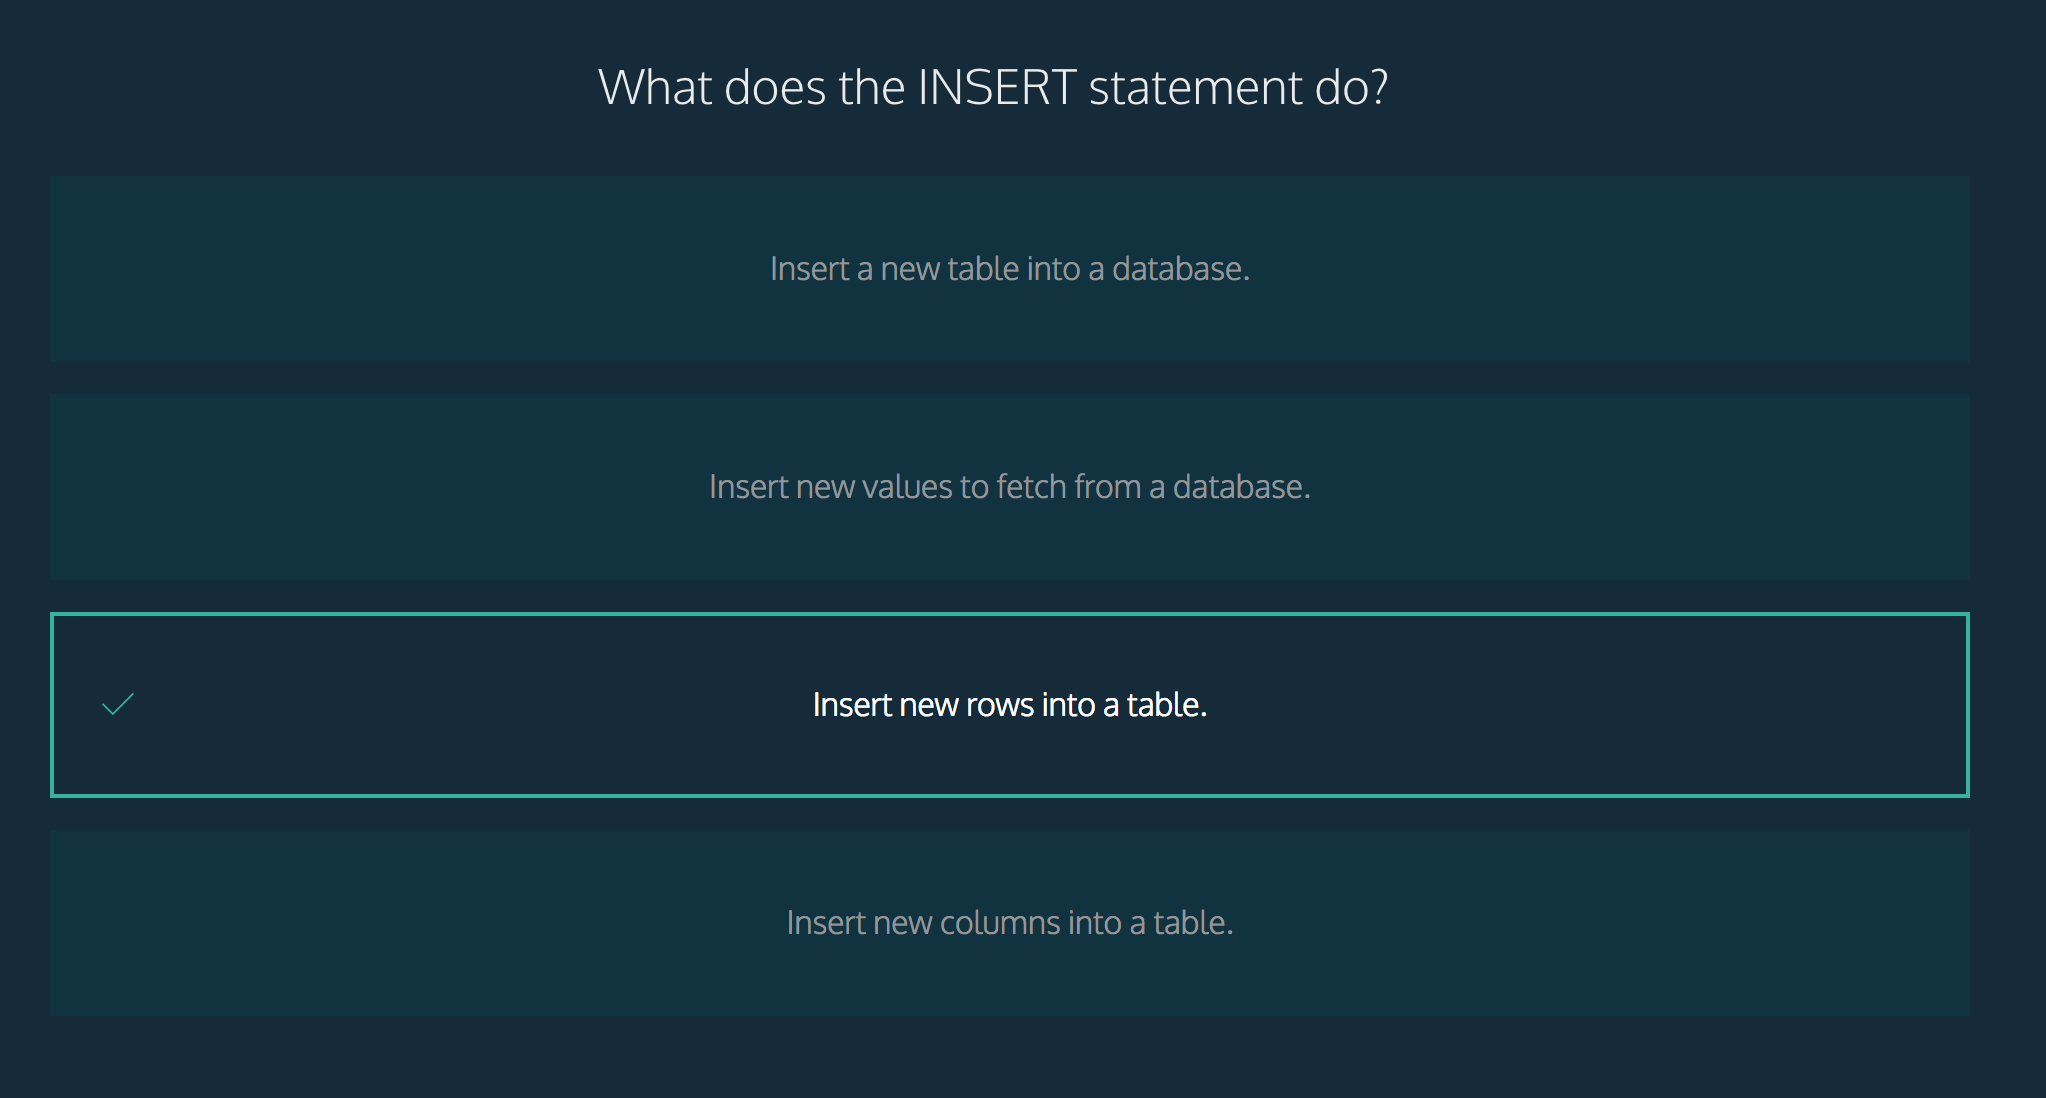 What does the INSERT statement do?
Insert a new table into a database.
Insert new values to fetch from a database.
Insert new rows into a table.
Insert new columns into a table.